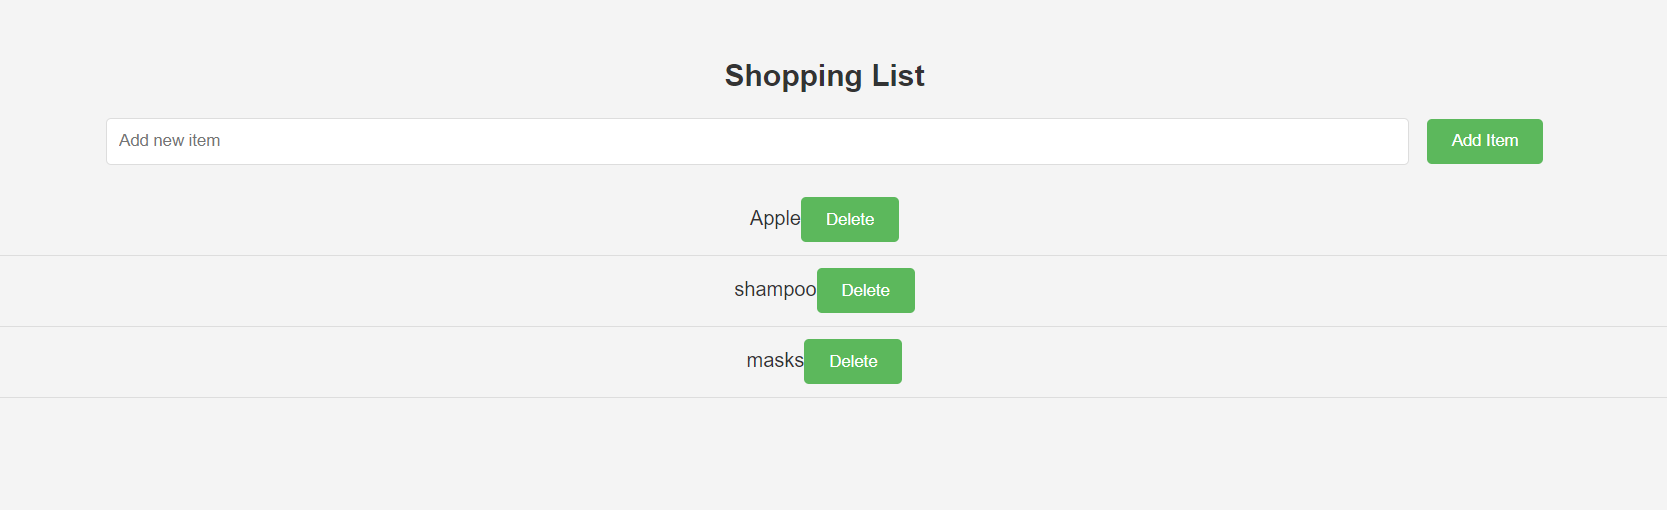 Shopping List
Add new item Add Item
Apple Delete
shampoo Delete
masks Delete